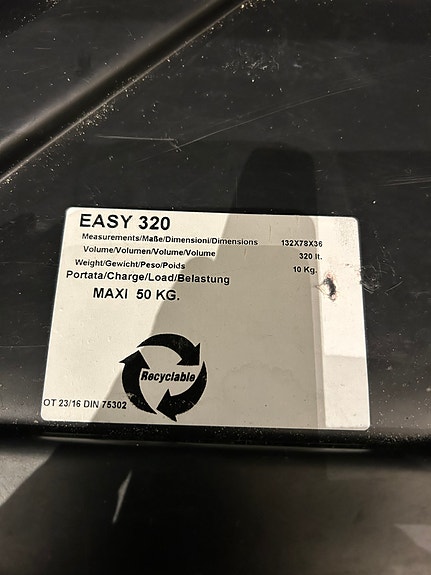 EASY 320
Measurements/Maße/Dimensioni/Dimensions 132X78X36
Volume/Volumen/Volume/Volume 320 lt.
Weight/Gewicht/Peso/Poids 10 Kg.
Portata/Charge/Load/Belastung
MAXI 50 KG.
Recyclable
OT 23/16 DIN 75302